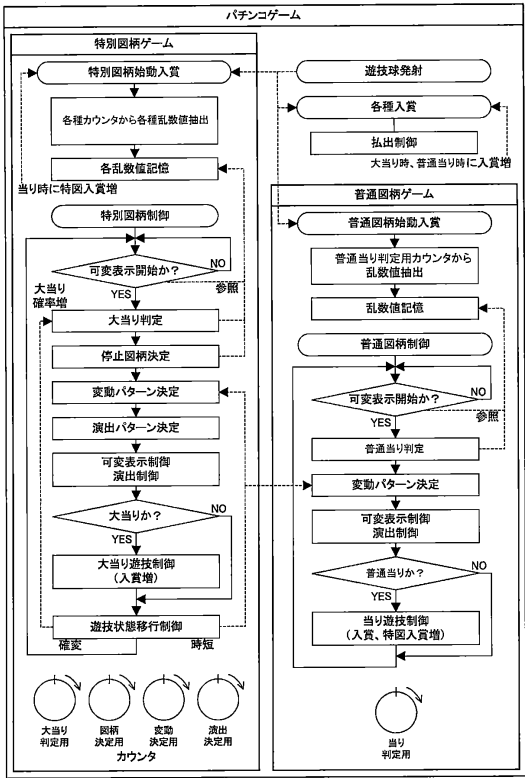 パチンコゲーム
特別図柄ゲーム
特別図柄始動入賞
各種カウンタから各種乱数値抽出
各乱数値記憶
当り時に特図入賞増
特別図柄制御
可変表示開始か?
NO
YES
参照
大当り
確率増
大当り判定
停止図柄決定
変動パターン決定
演出パターン決定
可変表示制御
演出制御
大当りか?
NO
YES
大当り遊技制御
(入賞増)
遊技状態移行制御
確変
時短
大当り
判定用
図柄
決定用
変動
決定用
演出
決定用
カウンタ
遊技球発射
各種入賞
払出制御
大当り時、普通当り時に入賞増
普通図柄ゲーム
普通図柄始動入賞
普通当り判定用カウンタから
乱数値抽出
乱数値記憶
普通図柄制御
可変表示開始か?
NO
YES
参照
普通当り判定
変動パターン決定
可変表示制御
演出制御
普通当りか?
NO
YES
当り遊技制御
(入賞、特図入賞増)
当り
判定用